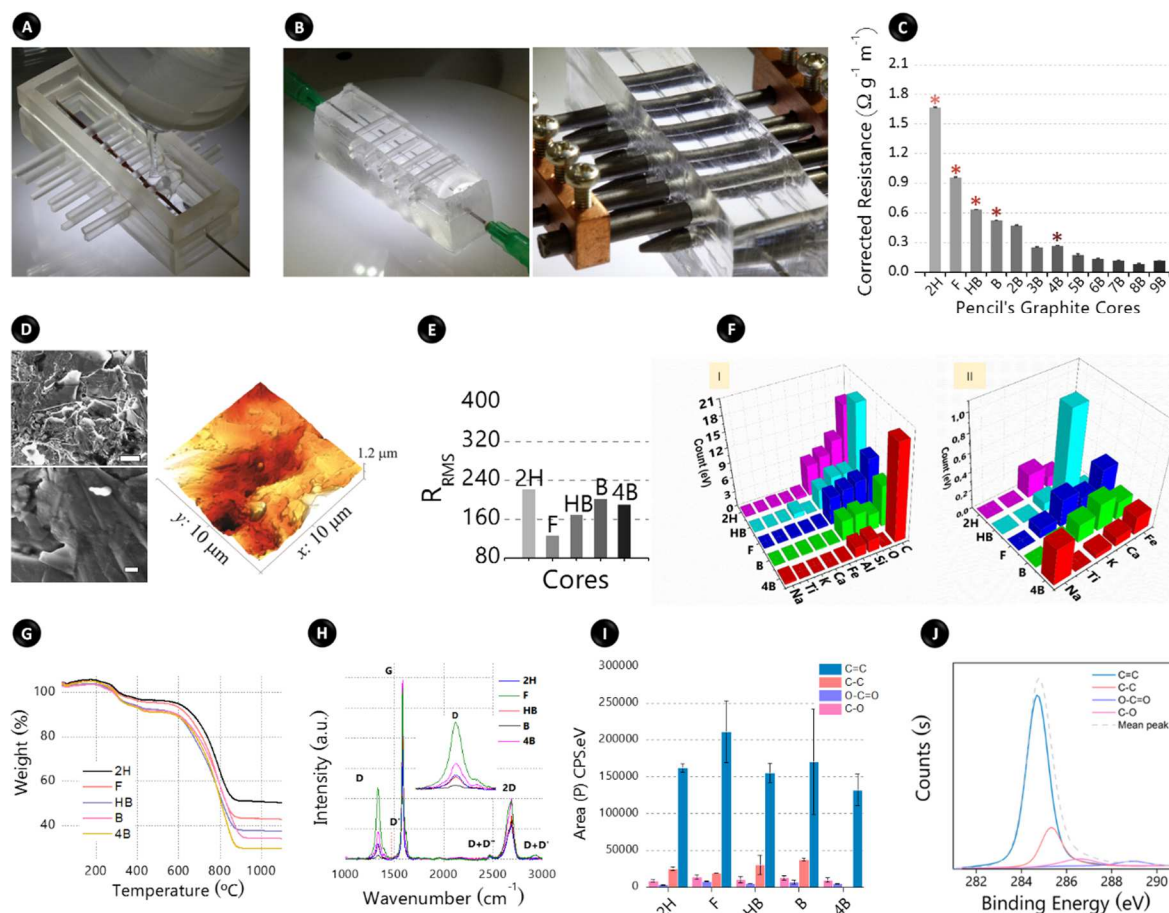 A
B
C
Corrected Resistance (Ω g⁻¹ m⁻¹)
2.1
1.8
1.5
1.2
0.9
0.6
0.3
0.0
*
*
*
*
*
2H
F
HB
B
2B
3B
4B
5B
6B
7B
8B
9B
Pencil's Graphite Cores
D
y: 10 µm
x: 10 µm
1.2 µm
E
R_RMS
400
320
240
160
80
2H
F
HB
B
4B
Cores
F
I
Count (eV)
21
18
15
12
9
6
3
0
2H
HB
F
B
4B
Na
Ti
K
Ca
Fe
Al
Si
O
C
II
Count (eV)
1,0
0,8
0,6
0,4
0,2
0,0
2H
HB
F
B
4B
Na
Ti
K
Ca
Fe
G
Weight (%)
100
80
60
40
2H
F
HB
B
4B
200
400
600
800
1000
Temperature (ºC)
H
Intensity (a.u.)
G
D
D'
D
2D
D+D''
D+D'
2H
F
HB
B
4B
1000
1500
2000
2500
3000
Wavenumber (cm⁻¹)
I
Area (P) CPS.eV
300000
250000
200000
150000
100000
50000
0
C=C
C-C
O-C=O
C-O
2H
F
HB
B
4B
J
Counts (s)
C=C
C-C
O-C=O
C-O
Mean peak
282
284
286
288
290
Binding Energy (eV)